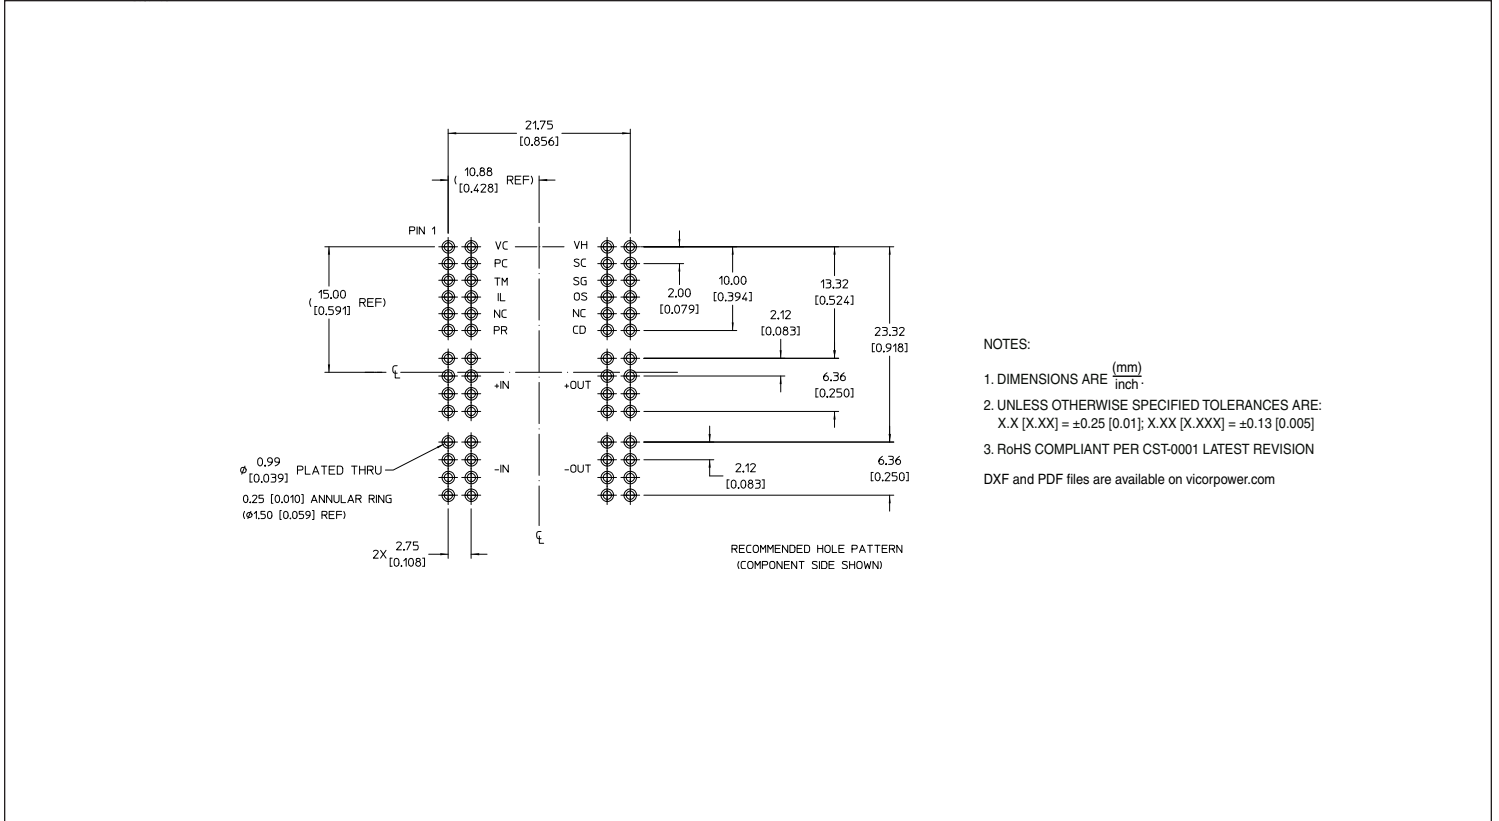 21.75
[0.856]
10.88
( REF)
[0.428]
PIN 1
VC
VH
PC
SC
TM
SG
IL
OS
NC
NC
PR
CD
15.00
( REF)
[0.591]
2.00
[0.079]
10.00
[0.394]
13.32
[0.524]
2.12
[0.083]
23.32
[0.918]
℄
+IN
+OUT
6.36
[0.250]
ø 0.99 PLATED THRU
[0.039]
0.25 [0.010] ANNULAR RING
(ø1.50 [0.059] REF)
-IN
-OUT
2.12
[0.083]
6.36
[0.250]
℄
2X 2.75
[0.108]
RECOMMENDED HOLE PATTERN
(COMPONENT SIDE SHOWN)
NOTES:
1. DIMENSIONS ARE (mm)
inch.
2. UNLESS OTHERWISE SPECIFIED TOLERANCES ARE:
X.X [X.XX] = ±0.25 [0.01]; X.XX [X.XXX] = ±0.13 [0.005]
3. RoHS COMPLIANT PER CST-0001 LATEST REVISION
DXF and PDF files are available on vicorpower.com